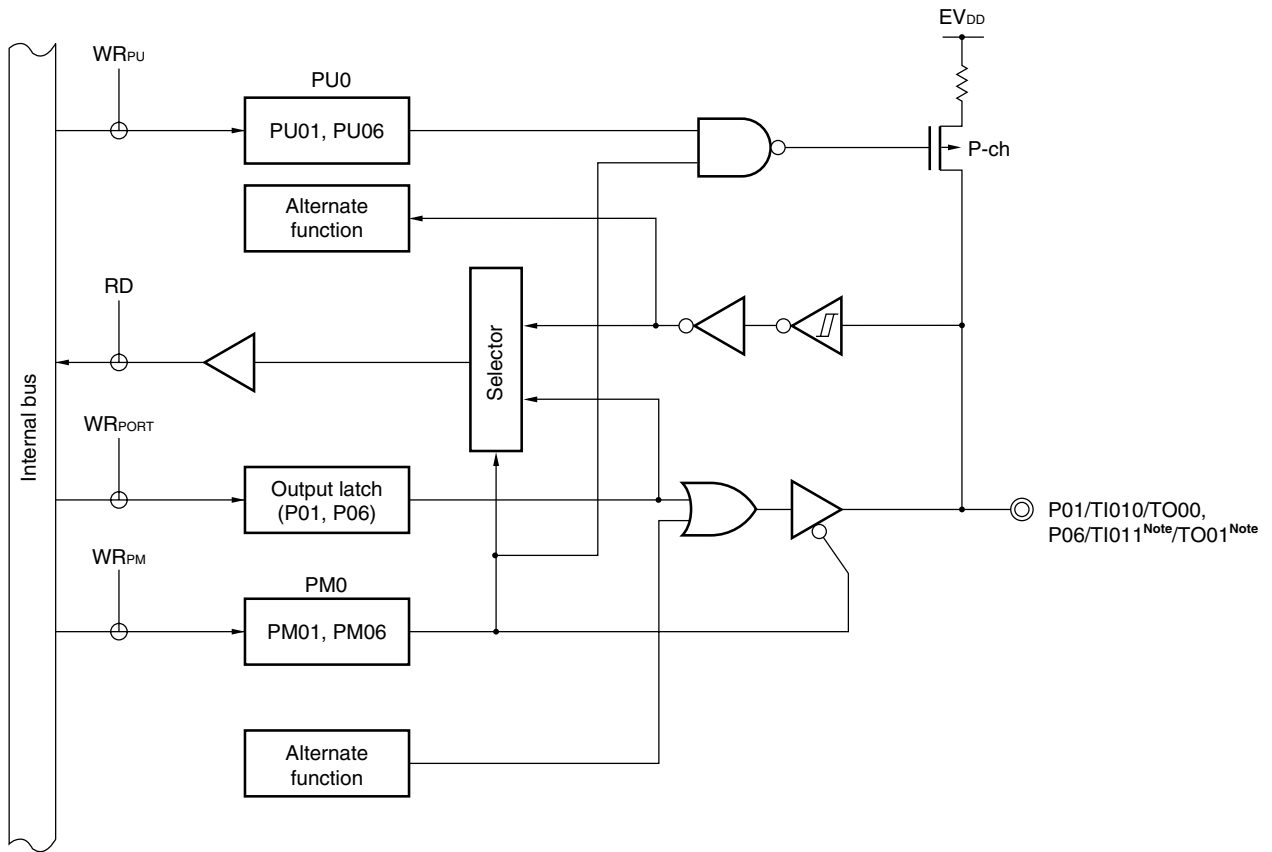 EVDD
WRPU
PU0
PU01, PU06
P-ch
Alternate
function
RD
Selector
Internal bus
WRPORT
Output latch
(P01, P06)
P01/TI010/TO00,
P06/TI011Note/TO01Note
WRPM
PM0
PM01, PM06
Alternate
function